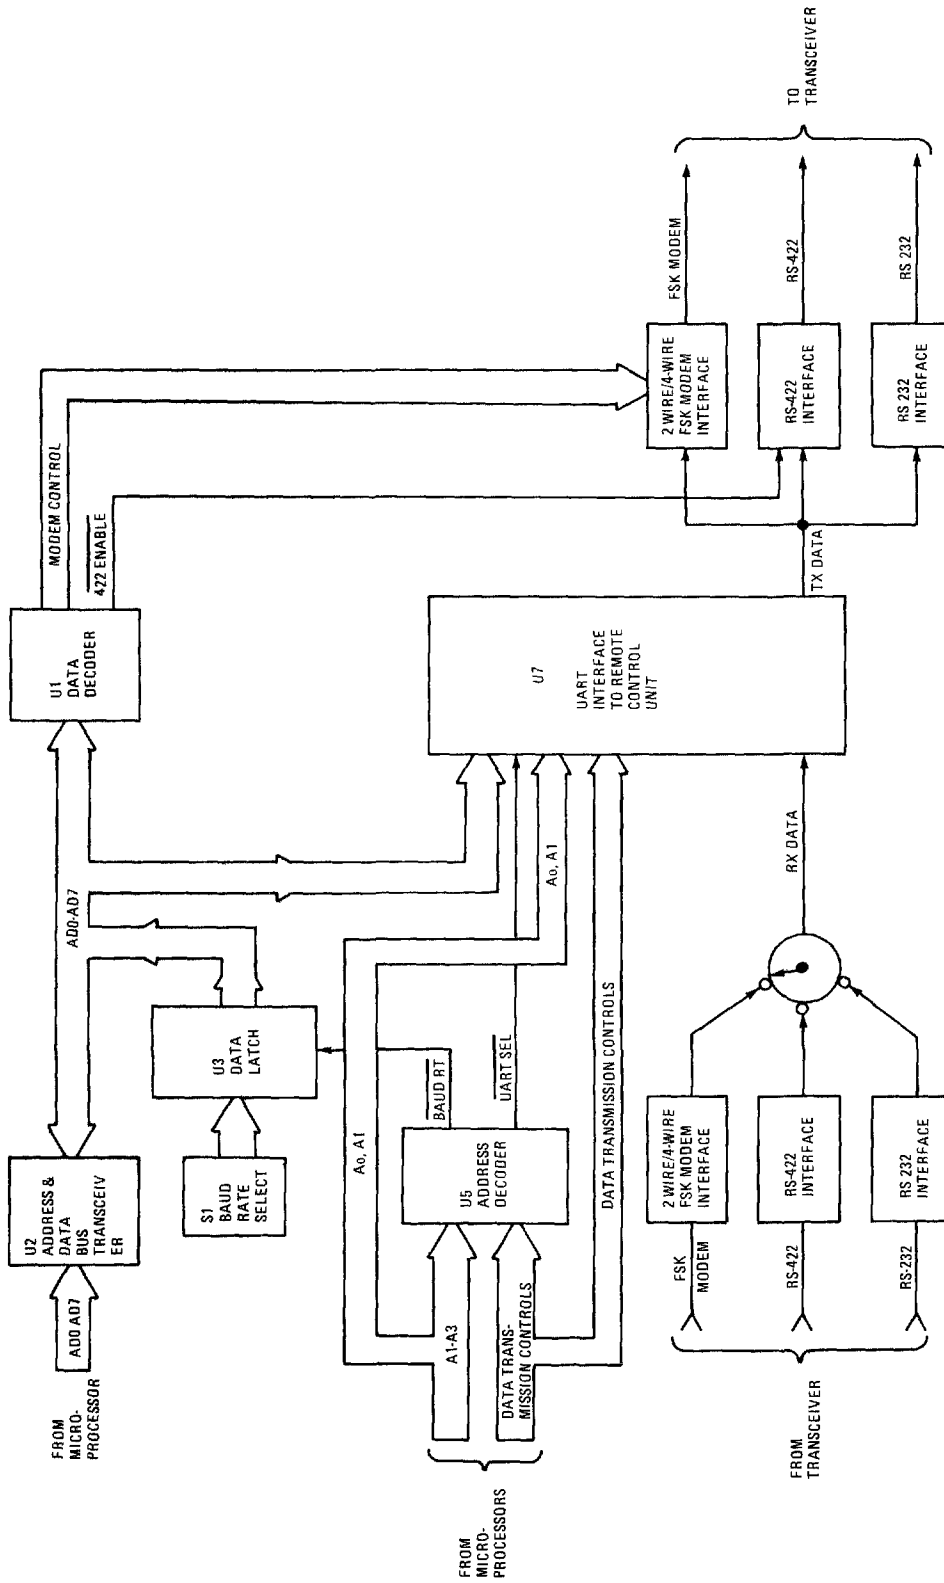 FROM
MICRO-
PROCESSOR
AD0 AD7
U2
ADDRESS &
DATA
BUS
TRANSCEIV
ER
AD0-AD7
U1
DATA
DECODER
MODEM CONTROL
422 ENABLE
S1
BAUD
RATE
SELECT
U3
DATA
LATCH
FROM
MICRO-
PROCESSORS
A1-A3
DATA TRANS-
MISSION CONTROLS
A0, A1
U5
ADDRESS
DECODER
BAUD RT
UART SEL
A0, A1
DATA TRANSMISSION CONTROLS
U7
UART
INTERFACE
TO REMOTE
CONTROL
UNIT
FROM
TRANSCEIVER
FSK
MODEM
RS-422
RS-232
2 WIRE/4-WIRE
FSK MODEM
INTERFACE
RS-422
INTERFACE
RS 232
INTERFACE
RX DATA
TX DATA
2 WIRE/4-WIRE
FSK MODEM
INTERFACE
RS-422
INTERFACE
RS 232
INTERFACE
FSK MODEM
RS-422
RS 232
TO
TRANSCEIVER